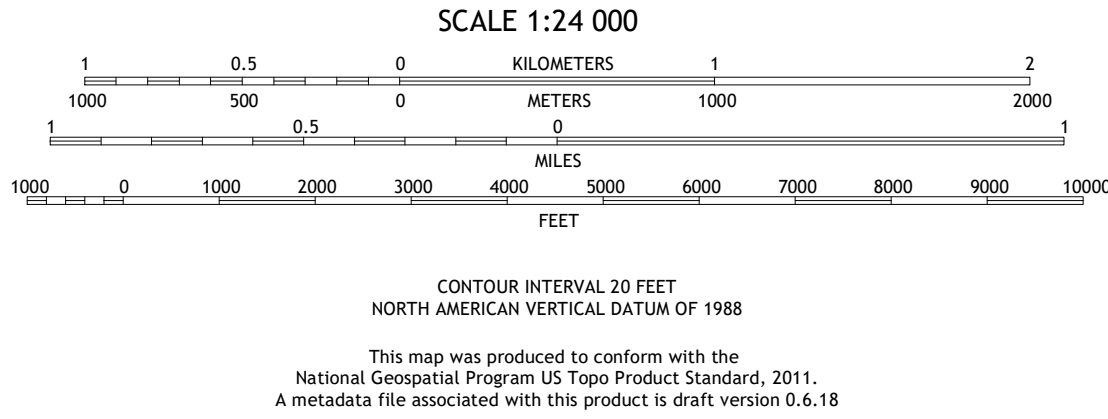 SCALE 1:24 000
1 0.5 0 KILOMETERS 1 2
1000 500 0 METERS 1000 2000
1 0.5 0 1
MILES
1000 0 1000 2000 3000 4000 5000 6000 7000 8000 9000 10000
FEET
CONTOUR INTERVAL 20 FEET
NORTH AMERICAN VERTICAL DATUM OF 1988
This map was produced to conform with the
National Geospatial Program US Topo Product Standard, 2011.
A metadata file associated with this product is draft version 0.6.18